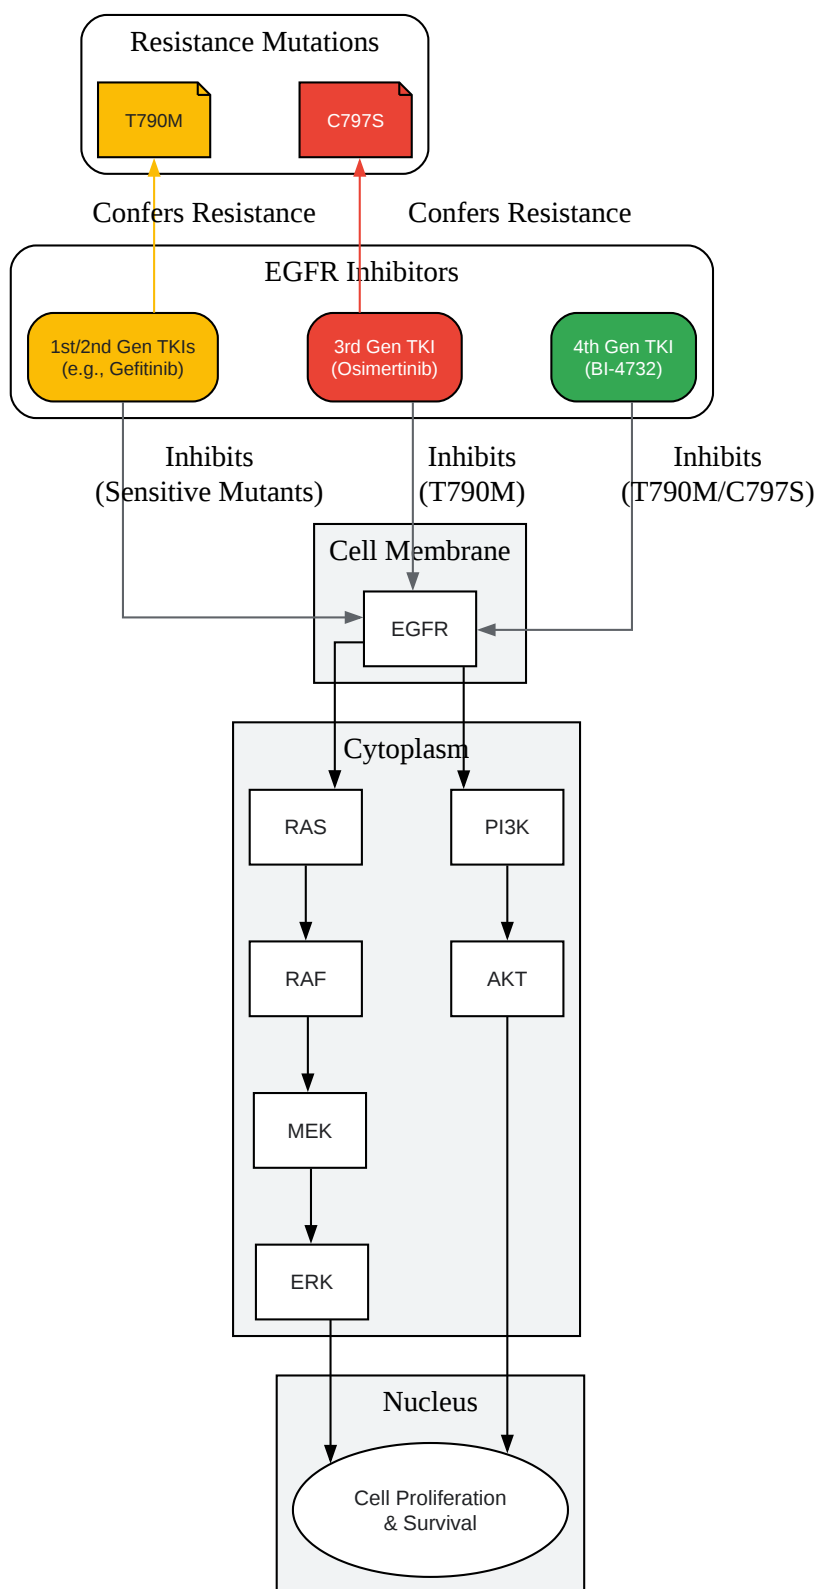 Resistance Mutations
T790M
C797S
Confers Resistance
Confers Resistance
EGFR Inhibitors
1st/2nd Gen TKIs
(e.g., Gefitinib)
3rd Gen TKI
(Osimertinib)
4th Gen TKI
(BI-4732)
Inhibits
(Sensitive Mutants)
Inhibits
(T790M)
Inhibits
(T790M/C797S)
Cell Membrane
EGFR
Cytoplasm
RAS
PI3K
RAF
AKT
MEK
ERK
Nucleus
Cell Proliferation
& Survival